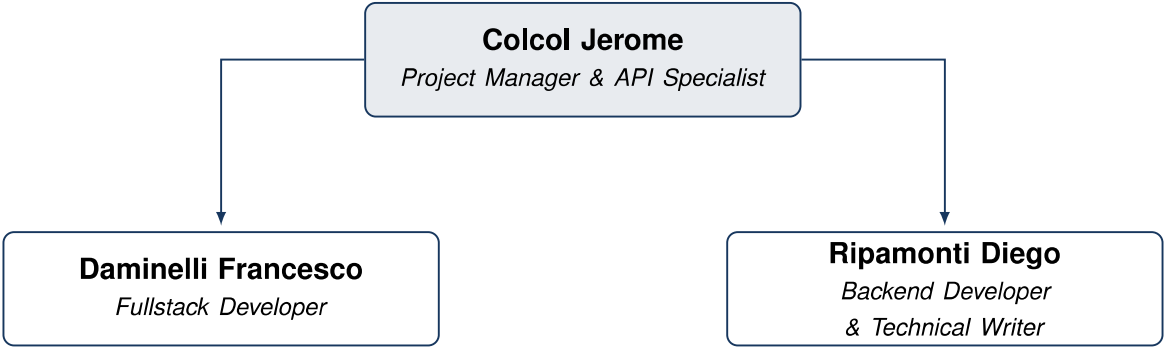 Colcol Jerome
Project Manager & API Specialist
Daminelli Francesco
Fullstack Developer
Ripamonti Diego
Backend Developer
& Technical Writer